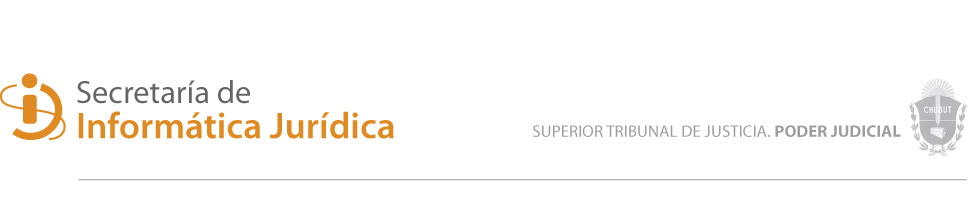 Secretaría de
Informática Jurídica
SUPERIOR TRIBUNAL DE JUSTICIA. PODER JUDICIAL
CHUBUT